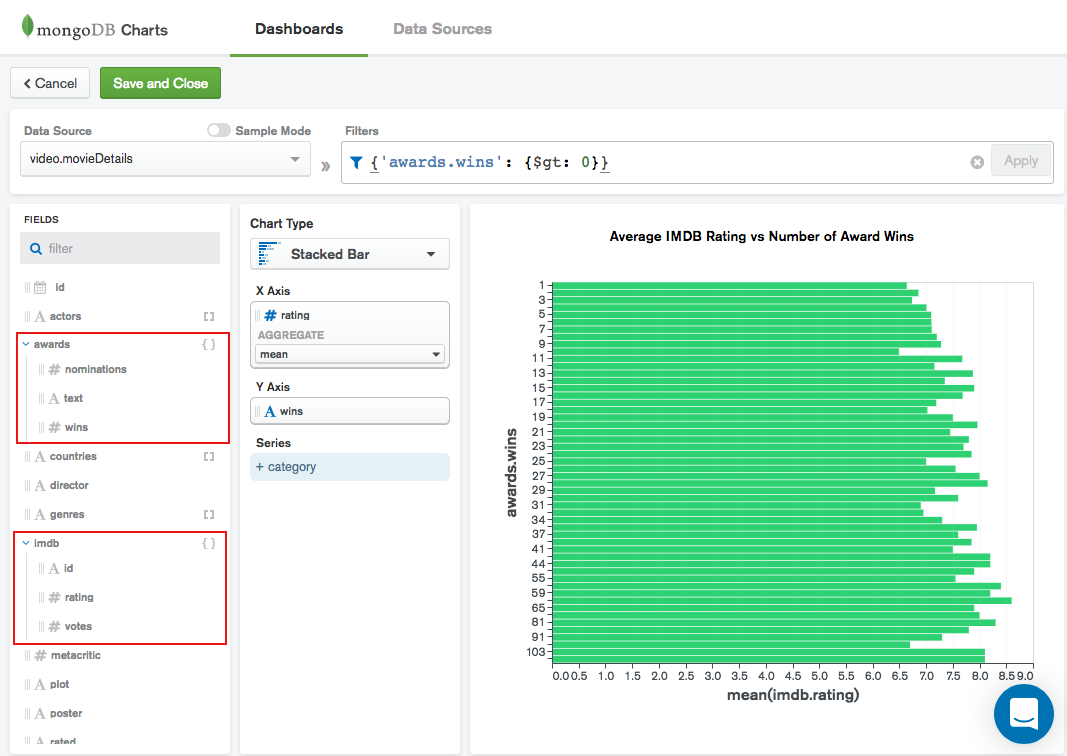 mongoDB Charts
Dashboards
Data Sources
Cancel
Save and Close
Data Source
Sample Mode
Filters
video.movieDetails
»
{'awards.wins': {$gt: 0}}
Apply
FIELDS
filter
id
A actors [ ]
awards { }
# nominations
A text
# wins
A countries [ ]
A director
A genres [ ]
imdb { }
A id
# rating
# votes
# metacritic
A plot
A poster
A rated
Chart Type
Stacked Bar
X Axis
# rating
AGGREGATE
mean
Y Axis
A wins
Series
+ category
Average IMDB Rating vs Number of Award Wins
awards.wins
1
3
5
7
9
11
13
15
17
19
21
23
25
27
29
31
34
37
41
44
55
59
65
81
91
103
0.0 0.5 1.0 1.5 2.0 2.5 3.0 3.5 4.0 4.5 5.0 5.5 6.0 6.5 7.0 7.5 8.0 8.5 9.0
mean(imdb.rating)